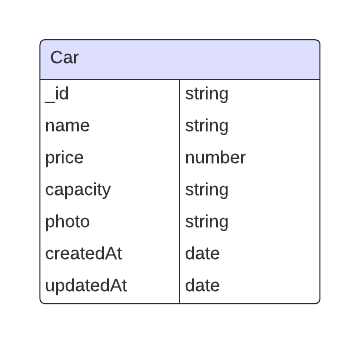 Car
_id string
name string
price number
capacity string
photo string
createdAt date
updatedAt date